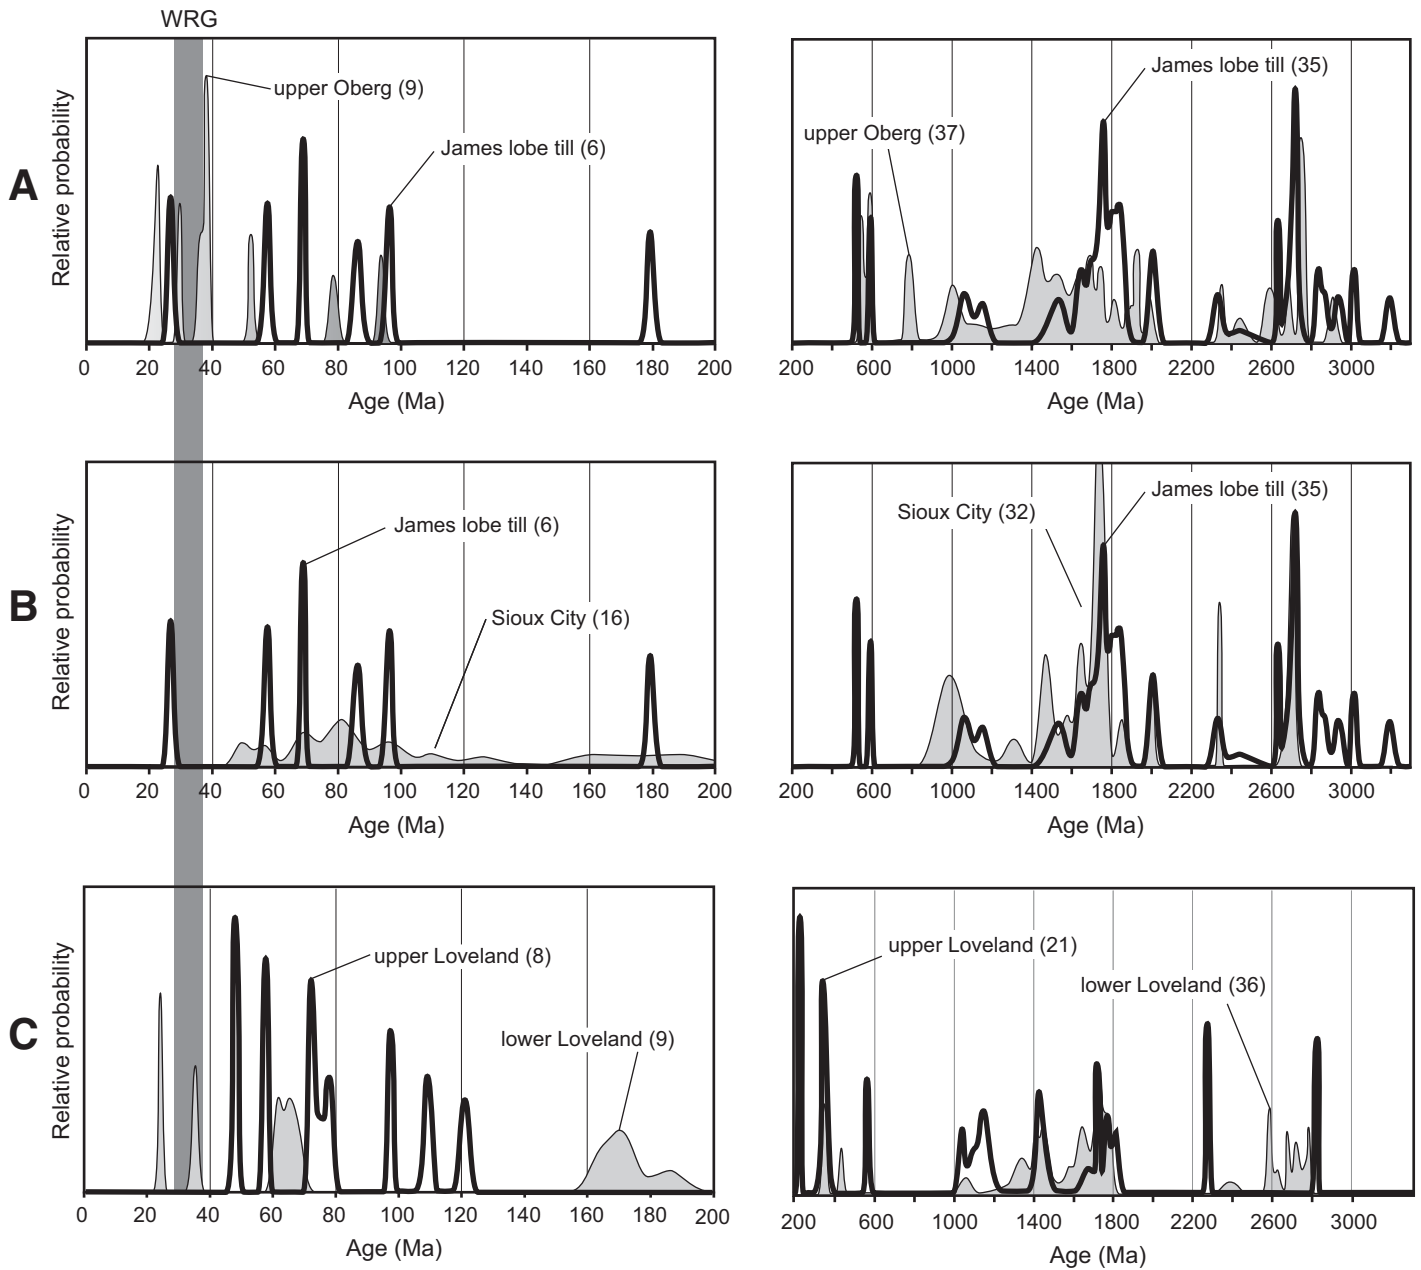 WRG
A
Relative probability
upper Oberg (9)
James lobe till (6)
0 20 40 60 80 100 120 140 160 180 200
Age (Ma)
upper Oberg (37)
James lobe till (35)
200 600 1000 1400 1800 2200 2600 3000
Age (Ma)
B
Relative probability
James lobe till (6)
Sioux City (16)
0 20 40 60 80 100 120 140 160 180 200
Age (Ma)
Sioux City (32)
James lobe till (35)
200 600 1000 1400 1800 2200 2600 3000
Age (Ma)
C
Relative probability
upper Loveland (8)
lower Loveland (9)
0 20 40 60 80 100 120 140 160 180 200
Age (Ma)
upper Loveland (21)
lower Loveland (36)
200 600 1000 1400 1800 2200 2600 3000
Age (Ma)